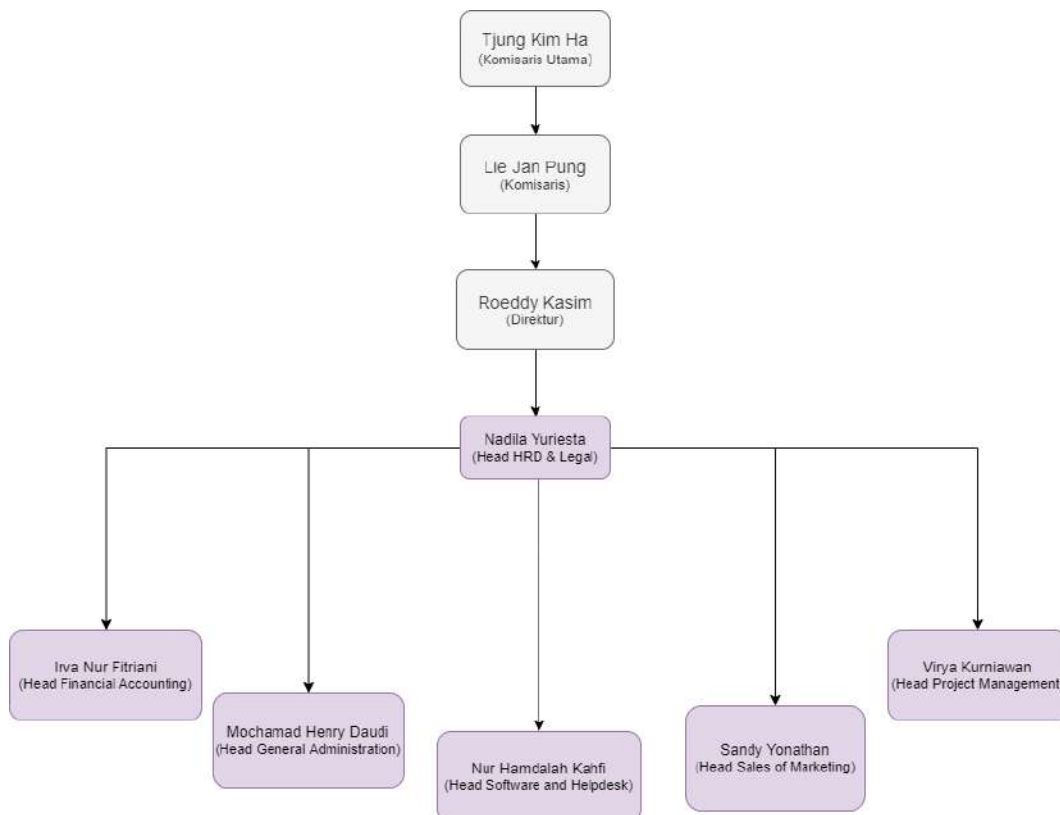 Tjung Kim Ha
(Komisaris Utama)
Lie Jan Pung
(Komisaris)
Roeddy Kasim
(Direktur)
Nadila Yuriesta
(Head HRD & Legal)
Irva Nur Fitriani
(Head Financial Accounting)
Mochamad Henry Daudi
(Head General Administration)
Nur Hamdalah Kahfi
(Head Software and Helpdesk)
Sandy Yonathan
(Head Sales of Marketing)
Virya Kurniawan
(Head Project Management